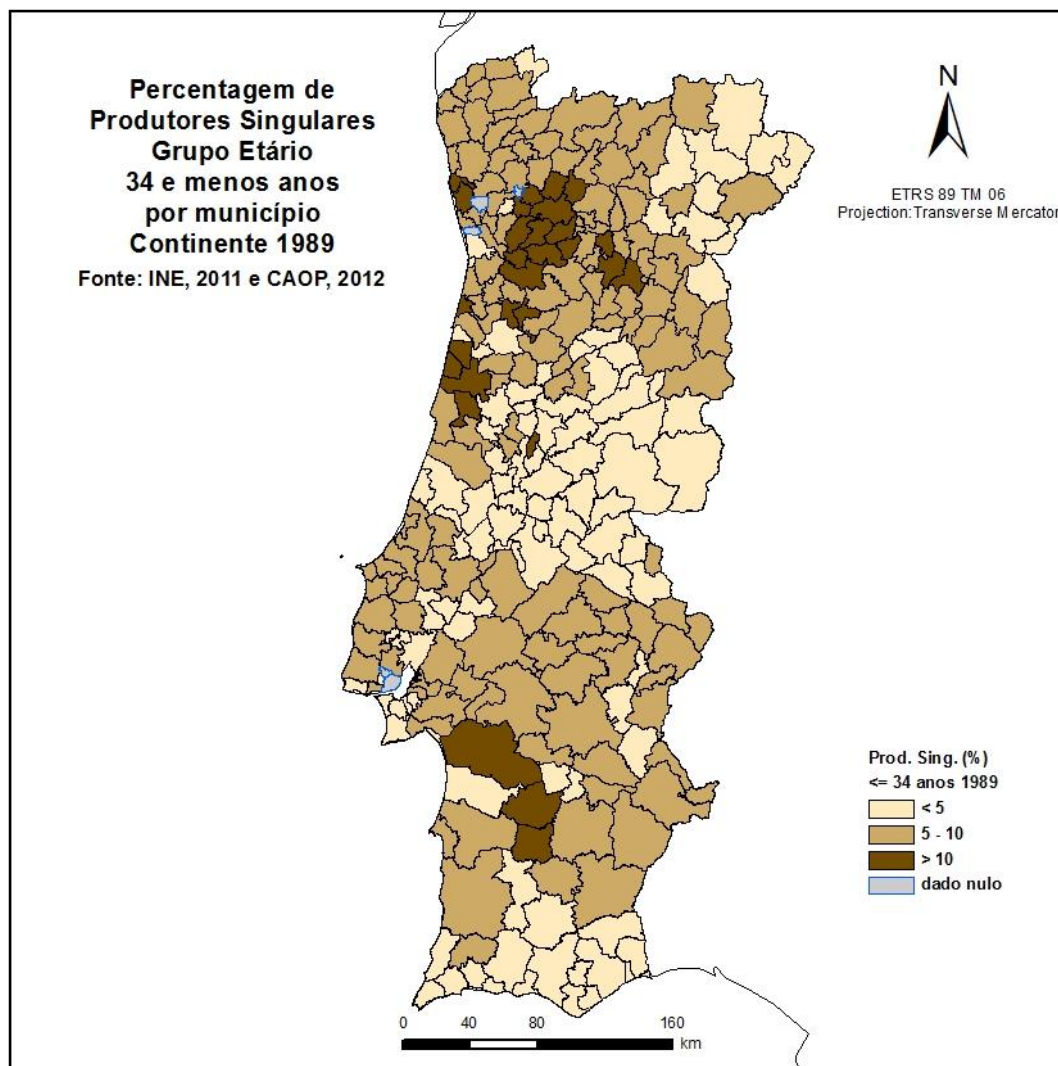 Percentagem de
Produtores Singulares
Grupo Etário
34 e menos anos
por município
Continente 1989
Fonte: INE, 2011 e CAOP, 2012
N
ETRS 89 TM 06
Projection: Transverse Mercator
Prod. Sing. (%)
<= 34 anos 1989
< 5
5 - 10
> 10
dado nulo
0 40 80 160
km